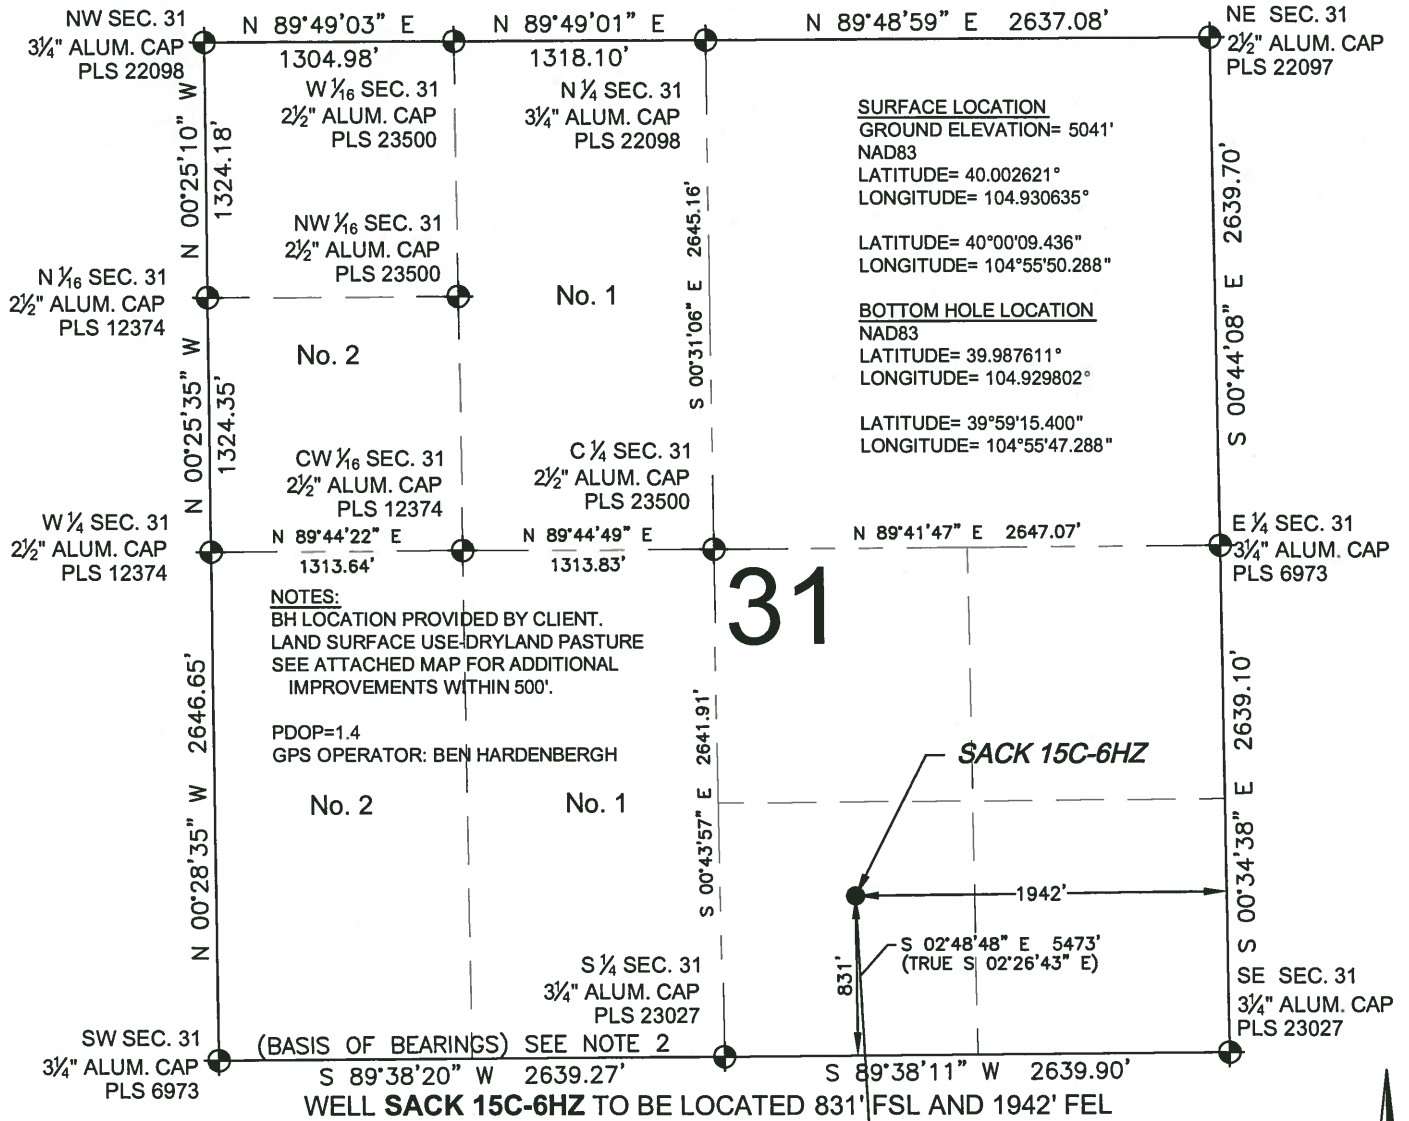 NW SEC. 31
3¼" ALUM. CAP
PLS 22098
N 89°49'03" E
1304.98'
N 89°49'01" E
1318.10'
N 89°48'59" E 2637.08'
NE SEC. 31
2½" ALUM. CAP
PLS 22097
W 1⁄16 SEC. 31
2½" ALUM. CAP
PLS 23500
N ¼ SEC. 31
3¼" ALUM. CAP
PLS 22098
N 00°25'10" W
1324.18'
SURFACE LOCATION
GROUND ELEVATION= 5041'
NAD83
LATITUDE= 40.002621°
LONGITUDE= 104.930635°
LATITUDE= 40°00'09.436"
LONGITUDE= 104°55'50.288"
BOTTOM HOLE LOCATION
NAD83
LATITUDE= 39.987611°
LONGITUDE= 104.929802°
LATITUDE= 39°59'15.400"
LONGITUDE= 104°55'47.288"
S 00°44'08" E 2639.70'
S 00°31'06" E 2645.16'
NW 1⁄16 SEC. 31
2½" ALUM. CAP
PLS 23500
N 1⁄16 SEC. 31
2½" ALUM. CAP
PLS 12374
No. 1
No. 2
N 00°25'35" W
1324.35'
CW 1⁄16 SEC. 31
2½" ALUM. CAP
PLS 12374
C ¼ SEC. 31
2½" ALUM. CAP
PLS 23500
W ¼ SEC. 31
2½" ALUM. CAP
PLS 12374
N 89°44'22" E
1313.64'
N 89°44'49" E
1313.83'
N 89°41'47" E 2647.07'
E ¼ SEC. 31
3¼" ALUM. CAP
PLS 6973
31
NOTES:
BH LOCATION PROVIDED BY CLIENT.
LAND SURFACE USE-DRYLAND PASTURE
SEE ATTACHED MAP FOR ADDITIONAL
IMPROVEMENTS WITHIN 500'.
PDOP=1.4
GPS OPERATOR: BEN HARDENBERGH
N 00°28'35" W 2646.65'
S 00°43'57" E 2641.91'
S 00°34'38" E 2639.10'
SACK 15C-6HZ
No. 2
No. 1
1942'
831'
S 02°48'48" E 5473'
(TRUE S 02°26'43" E)
S ¼ SEC. 31
3¼" ALUM. CAP
PLS 23027
SE SEC. 31
3¼" ALUM. CAP
PLS 23027
SW SEC. 31
3¼" ALUM. CAP
PLS 6973
(BASIS OF BEARINGS) SEE NOTE 2
S 89°38'20" W 2639.27'
S 89°38'11" W 2639.90'
WELL SACK 15C-6HZ TO BE LOCATED 831' FSL AND 1942' FEL